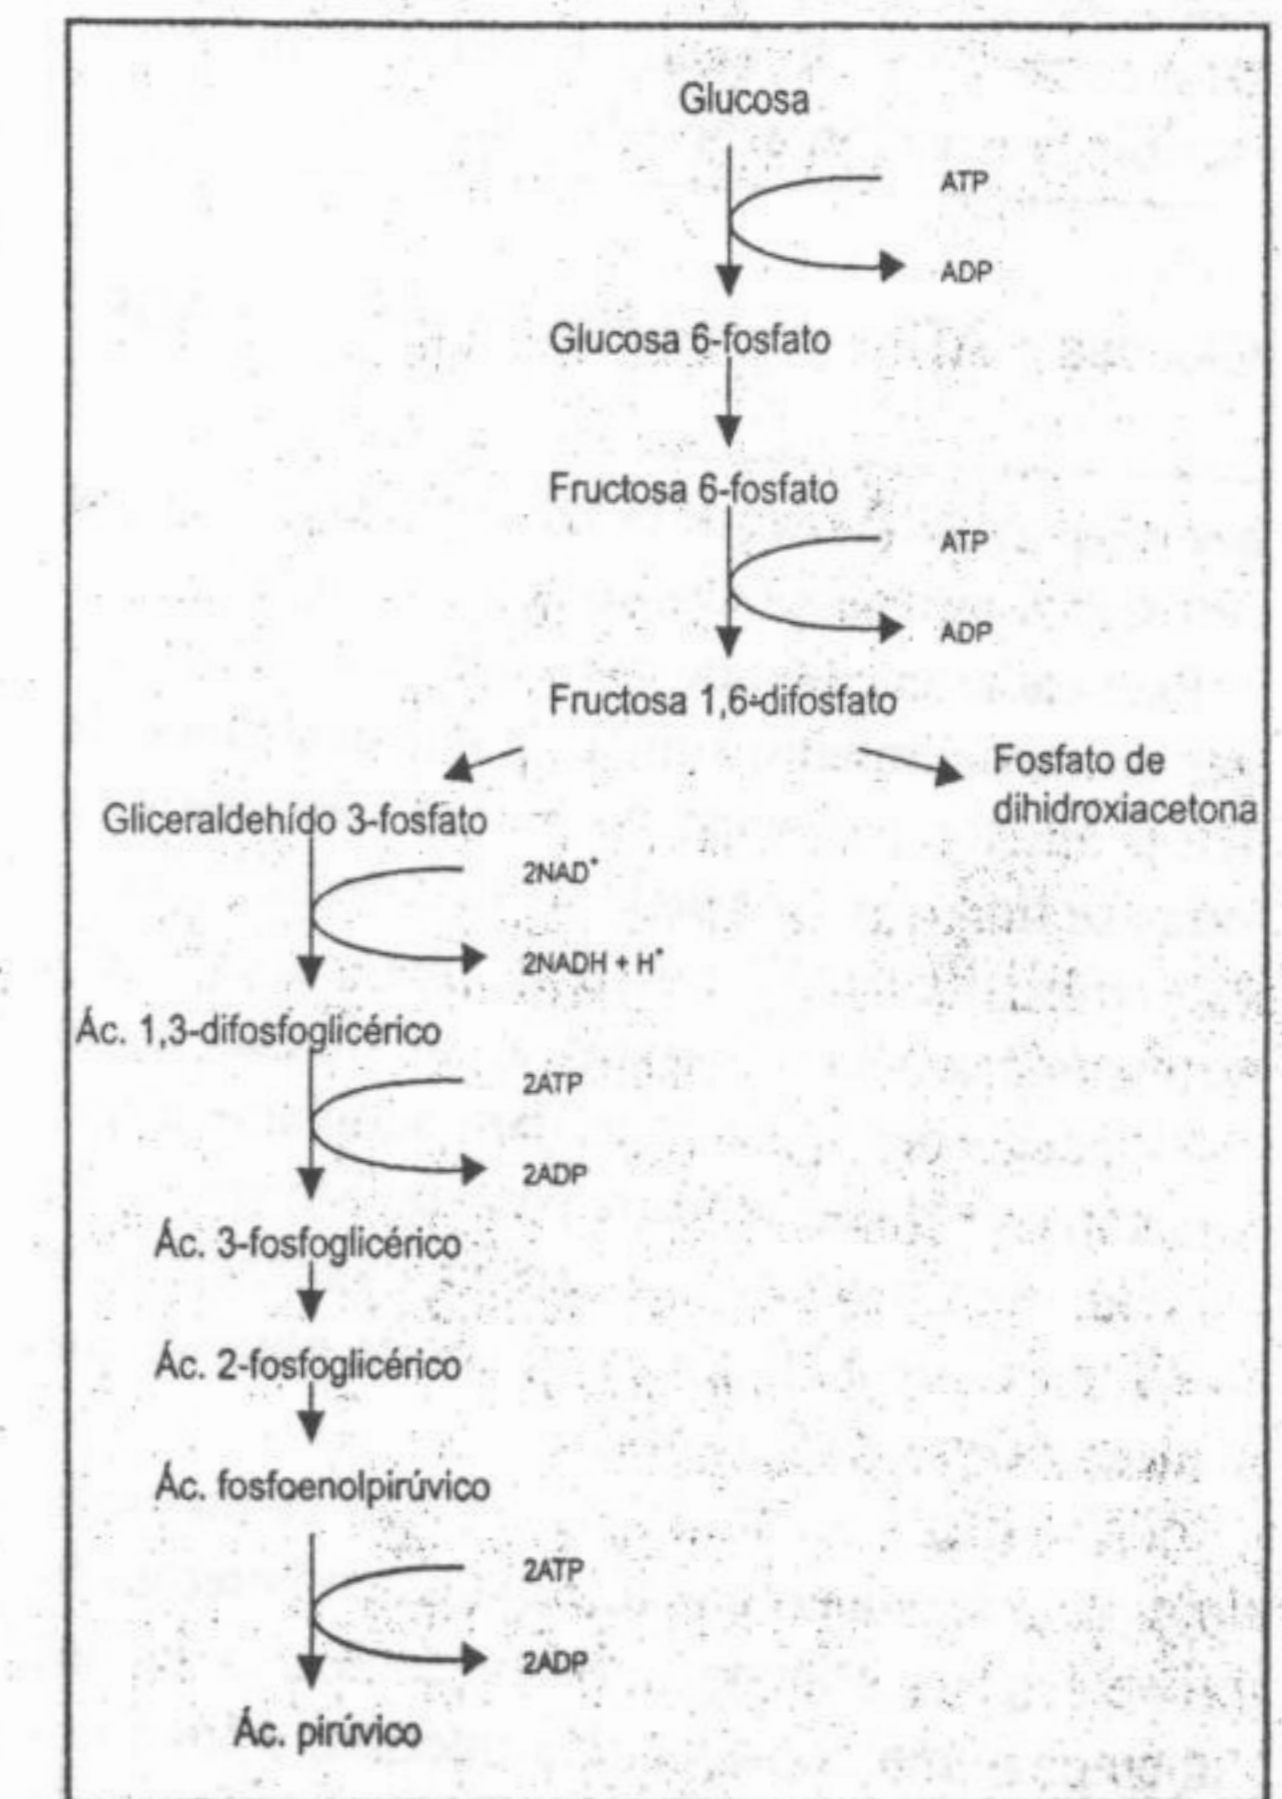 Glucosa
ATP
ADP
Glucosa 6-fosfato
Fructosa 6-fosfato
ATP
ADP
Fructosa 1,6-difosfato
Fosfato de
dihidroxiacetona
Gliceraldehído 3-fosfato
2NAD⁺
2NADH + H⁺
Ác. 1,3-difosfoglicérico
2ATP
2ADP
Ác. 3-fosfoglicérico
Ác. 2-fosfoglicérico
Ác. fosfoenolpirúvico
2ATP
2ADP
Ác. pirúvico